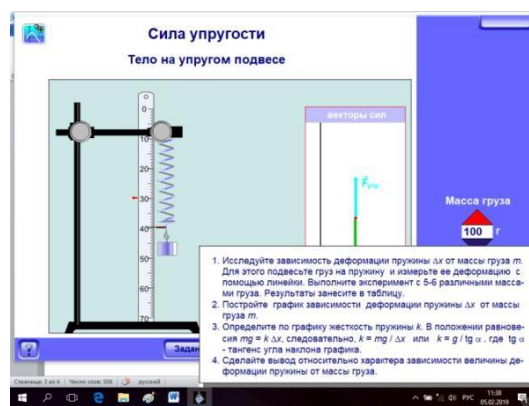 Сила упругости
Тело на упругом подвесе
0
10
20
30
40
50
60
70
векторы сил
Fупр
Масса груза
100 г
1. Исследуйте зависимость деформации пружины Δx от массы груза m.
Для этого подвесьте груз на пружину и измерьте ее деформацию с
помощью линейки. Выполните эксперимент с 5-6 различными масса-
ми груза. Результаты занесите в таблицу.
2. Постройте график зависимости деформации пружины Δx от массы
груза m.
3. Определите по графику жесткость пружины k. В положении равнове-
сия mg = k Δx, следовательно, k = mg / Δx или k = g / tg α, где tg α
- тангенс угла наклона графика.
4. Сделайте вывод относительно характера зависимости величины де-
формации пружины от массы груза.
?
Задан
Страница: 3 из 4 Число слов: 506 русский
РУС
11:38
05.02.2019